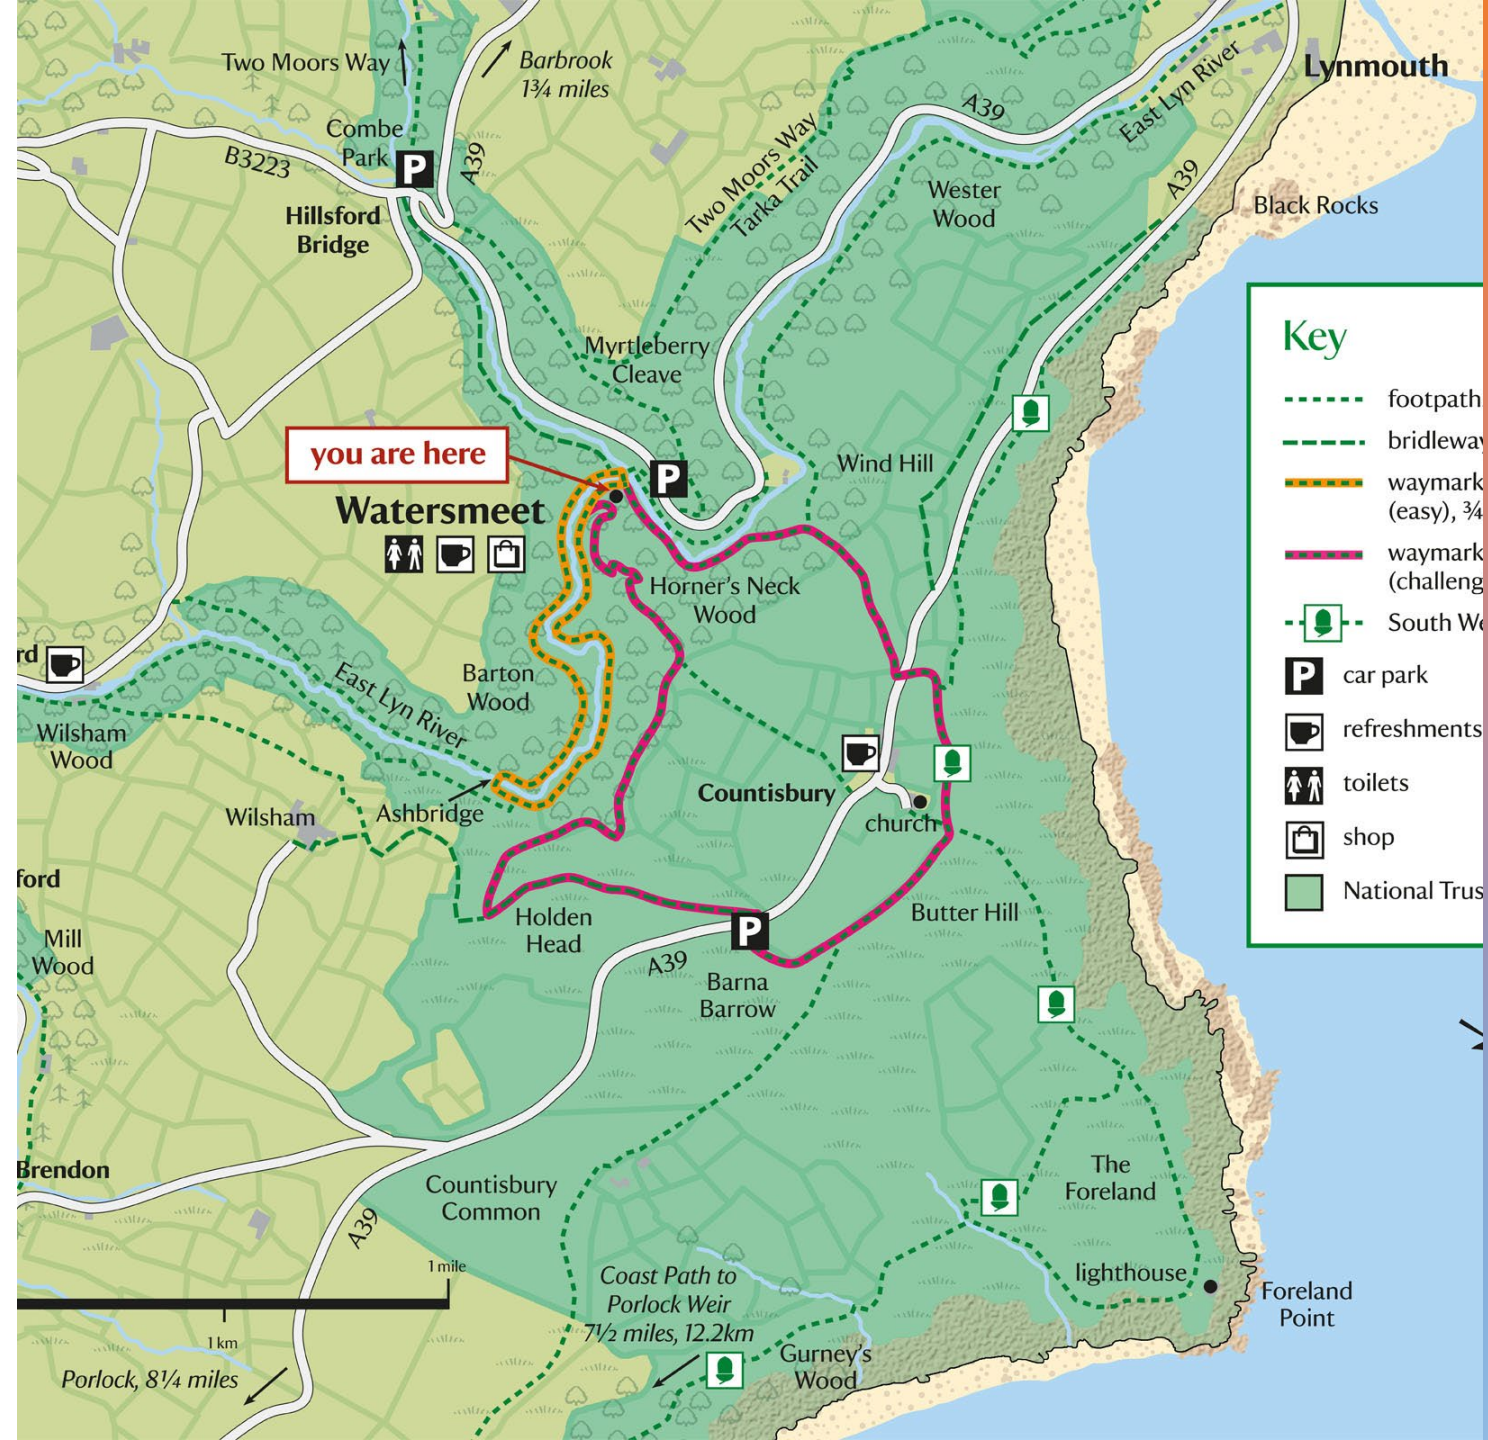 Two Moors Way
Barbrook
1¾ miles
Lynmouth
Combe
Park
P
A39
B3223
Hillsford
Bridge
A39
East Lyn River
Two Moors Way
Tarka Trail
Wester
Wood
A39
Black Rocks
Myrtleberry
Cleave
you are here
Watersmeet
P
Wind Hill
Horner's Neck
Wood
Barton
Wood
East Lyn River
rd
Wilsham
Wood
Wilsham
Ashbridge
Countisbury
church
ford
Mill
Wood
Holden
Head
P
A39
Barna
Barrow
Butter Hill
Brendon
Countisbury
Common
A39
The
Foreland
lighthouse
Foreland
Point
1 mile
1 km
Porlock, 8¼ miles
Coast Path to
Porlock Weir
7½ miles, 12.2km
Gurney's
Wood
Key
footpath
bridleway
waymark
(easy), ¾
waymark
(challeng
South We
P car park
refreshments
toilets
shop
National Trus